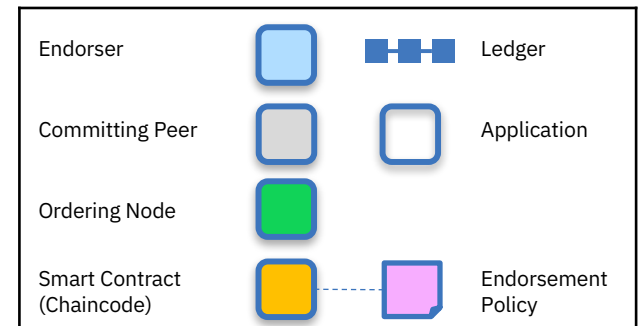 Endorser
Ledger
Committing Peer
Application
Ordering Node
Smart Contract
(Chaincode)
Endorsement
Policy